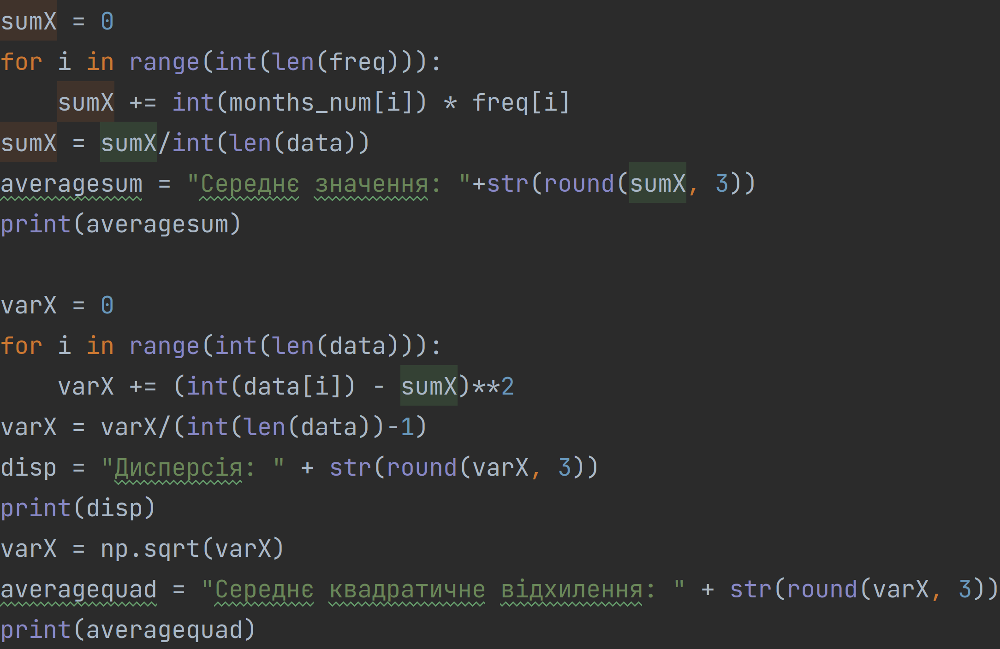 sumX = 0
for i in range(int(len(freq))):
    sumX += int(months_num[i]) * freq[i]
sumX = sumX/int(len(data))
averagesum = "Середнє значення: "+str(round(sumX, 3))
print(averagesum)

varX = 0
for i in range(int(len(data))):
    varX += (int(data[i]) - sumX)**2
varX = varX/(int(len(data))-1)
disp = "Дисперсія: " + str(round(varX, 3))
print(disp)
varX = np.sqrt(varX)
averagequad = "Середнє квадратичне відхилення: " + str(round(varX, 3))
print(averagequad)